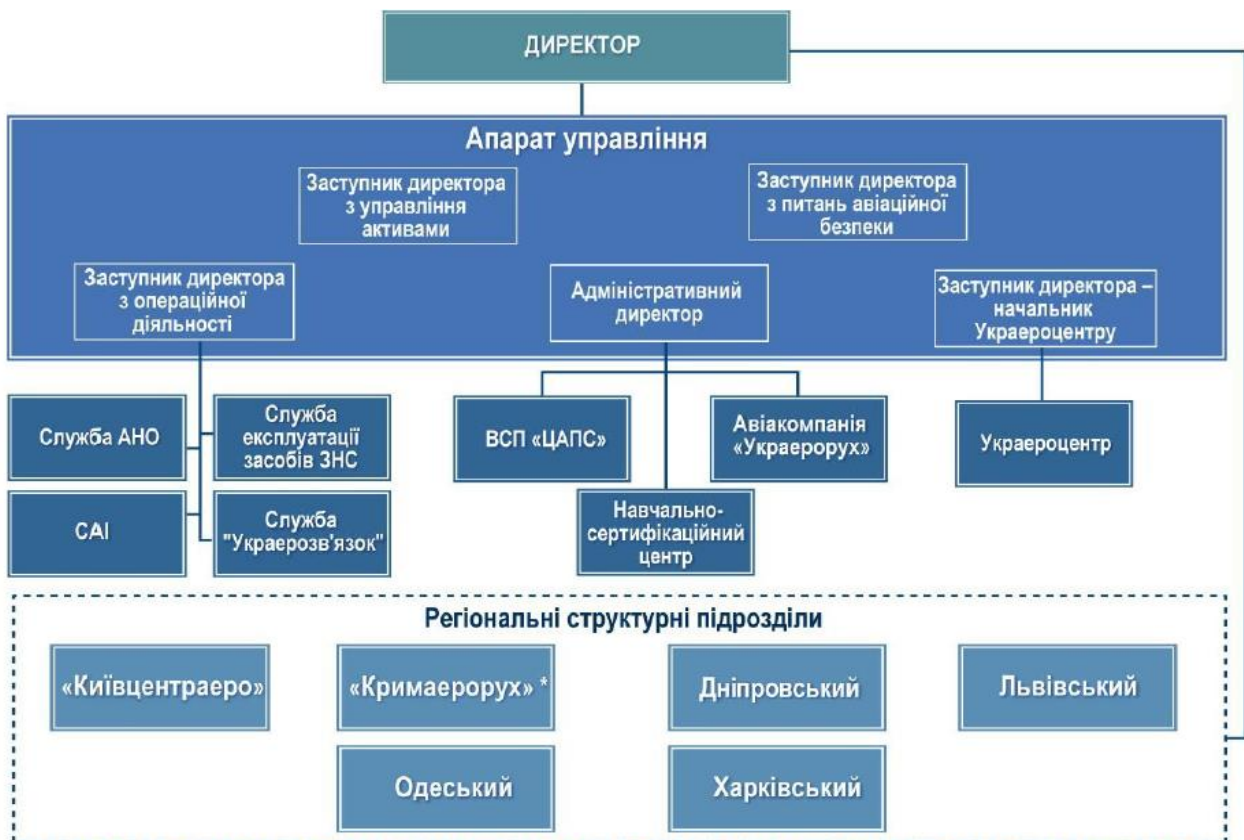 ДИРЕКТОР
Апарат управління
Заступник директора
з управління
активами
Заступник директора
з питань авіаційної
безпеки
Заступник директора
з операційної
діяльності
Адміністративний
директор
Заступник директора –
начальник
Украероцентру
Служба АНО
Служба
експлуатації
засобів ЗНС
САІ
Служба
"Украерозв'язок"
ВСП «ЦАПС»
Авіакомпанія
«Украерорух»
Навчально-
сертифікаційний
центр
Украероцентр
Регіональні структурні підрозділи
«Київцентраеро»
«Кримаерорух» *
Дніпровський
Львівський
Одеський
Харківський